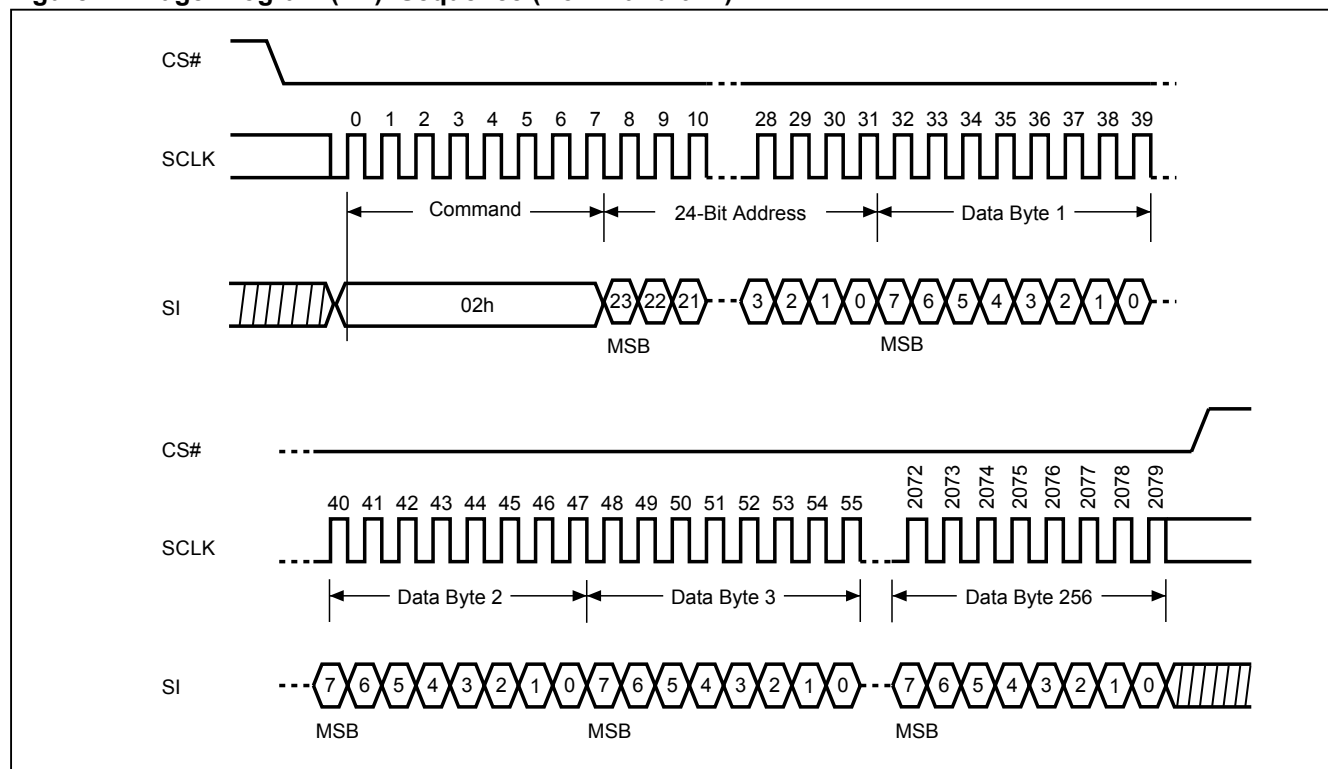 Figure Page Program Sequence
CS#
0 1 2 3 4 5 6 7 8 9 10 28 29 30 31 32 33 34 35 36 37 38 39
SCLK
Command 24-Bit Address Data Byte 1
SI 02h 23 22 21 3 2 1 0 7 6 5 4 3 2 1 0
MSB MSB
CS#
40 41 42 43 44 45 46 47 48 49 50 51 52 53 54 55 2072 2073 2074 2075 2076 2077 2078 2079
SCLK
Data Byte 2 Data Byte 3 Data Byte 256
SI 7 6 5 4 3 2 1 0 7 6 5 4 3 2 1 0 7 6 5 4 3 2 1 0
MSB MSB MSB